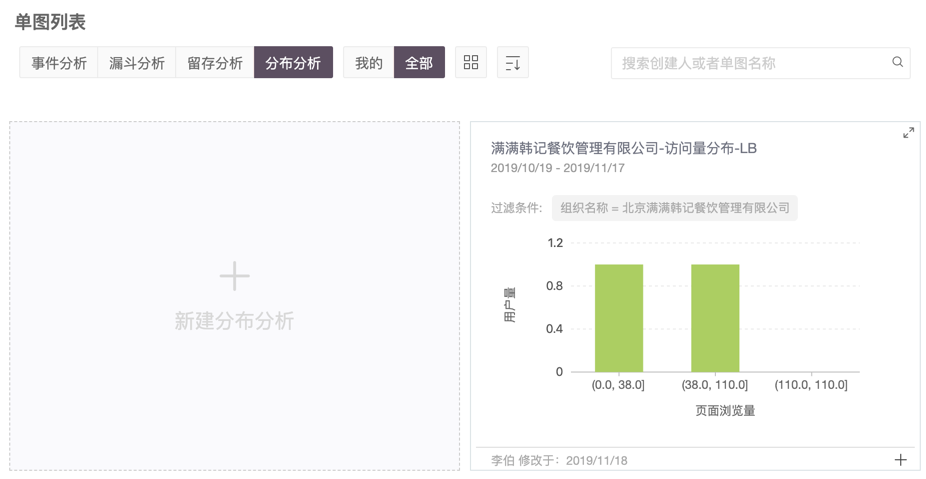 单图列表
事件分析 漏斗分析 留存分析 分布分析 我的 全部 搜索创建人或者单图名称
新建分布分析
满满韩记餐饮管理有限公司-访问量分布-LB
2019/10/19 - 2019/11/17
过滤条件: 组织名称 = 北京满满韩记餐饮管理有限公司
1.2
0.8
0.4
0
用户量
(0.0, 38.0] (38.0, 110.0] (110.0, 110.0]
页面浏览量
李伯 修改于: 2019/11/18